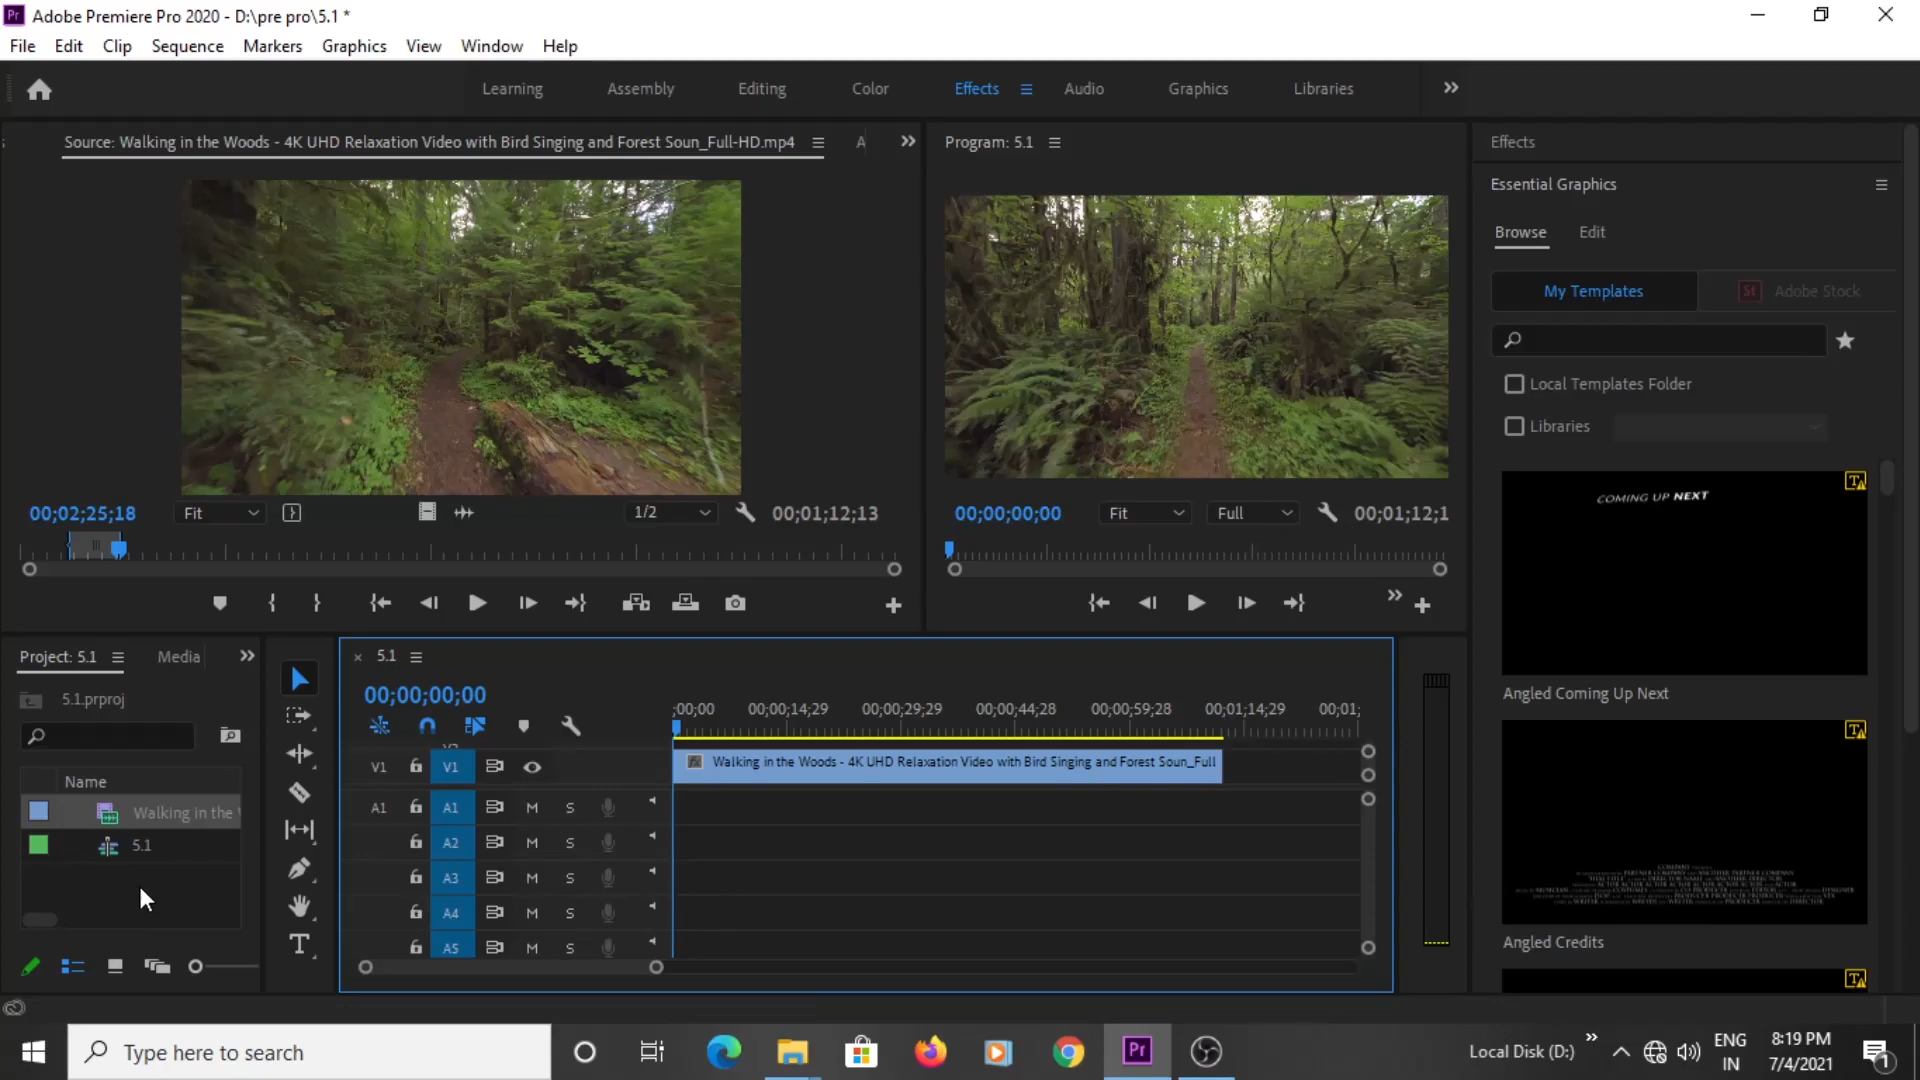 Pr Adobe Premiere Pro 2020 - D:\pre pro\5.1 *
File Edit Clip Sequence Markers Graphics View Window Help
Learning Assembly Editing Color Effects Audio Graphics Libraries
Source: Walking in the Woods - 4K UHD Relaxation Video with Bird Singing and Forest Soun_Full-HD.mp4
A
Program: 5.1
Effects
Essential Graphics
Browse Edit
My Templates St Adobe Stock
Local Templates Folder
Libraries
COMING UP NEXT
Angled Coming Up Next
Angled Credits
00;02;25;18 Fit 1/2 00;01;12;13
00;00;00;00 Fit Full 00;01;12;1
Project: 5.1 Media
5.1.prproj
Name
Walking in the
5.1
5.1
00;00;00;00
;00;00 00;00;14;29 00;00;29;29 00;00;44;28 00;00;59;28 00;01;14;29 00;01;
V1 V1 fx Walking in the Woods - 4K UHD Relaxation Video with Bird Singing and Forest Soun_Full
A1 A1 M S
A2 M S
A3 M S
A4 M S
A5 M S
T
Type here to search
Pr
Local Disk (D:)
ENG
IN
8:19 PM
7/4/2021
1